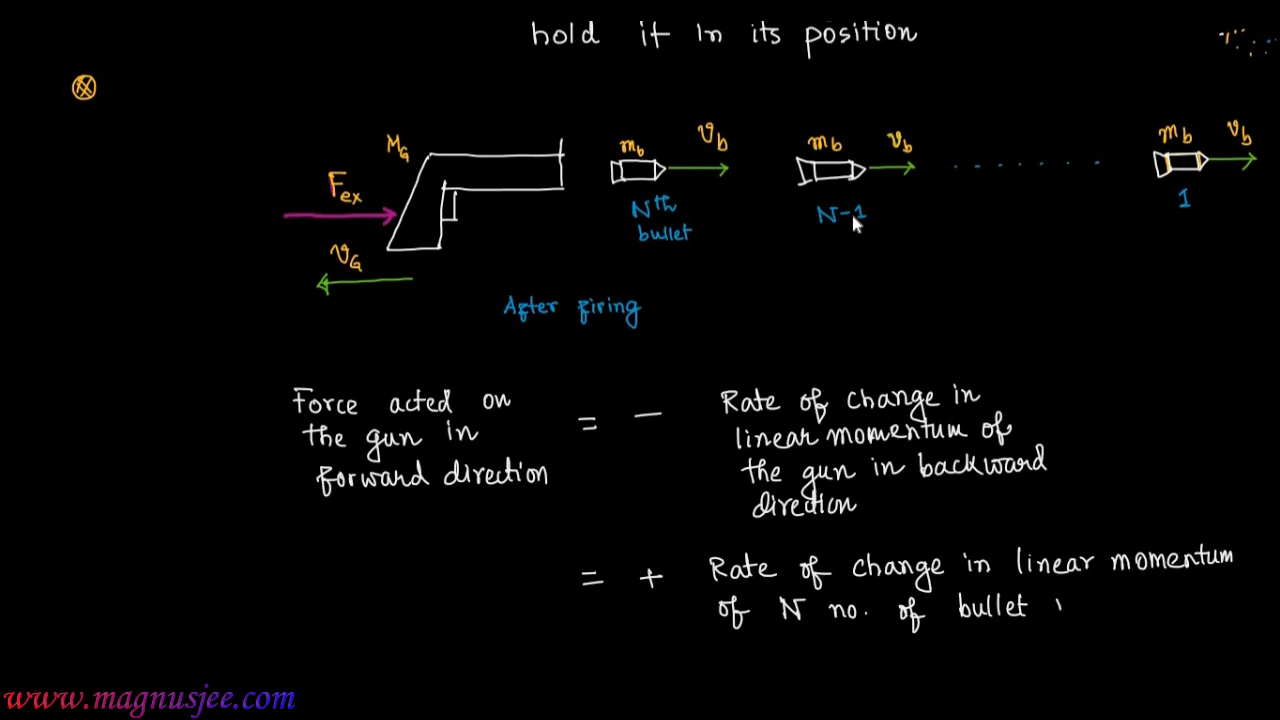 hold it in its position
M_G
F_ex
v_G
m_b
v_b
m_b
v_b
m_b
v_b
Nth
bullet
N-1
1
After firing
Force acted on
the gun in
forward direction
= -
Rate of change in
linear momentum of
the gun in backward
direction
= + Rate of change in linear momentum
of N no. of bullet
www.magnusjee.com